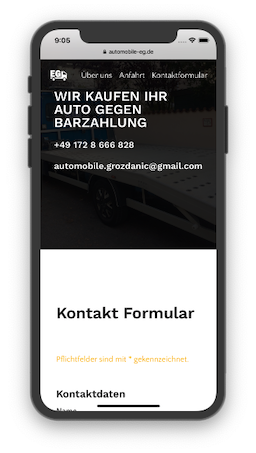 9:05
automobile-eg.de
EG
Über uns Anfahrt Kontaktformular
WIR KAUFEN IHR
AUTO GEGEN
BARZAHLUNG
+49 172 8 666 828
automobile.grozdanic@gmail.com
Kontakt Formular
Pflichtfelder sind mit * gekennzeichnet
Kontaktdaten
Name